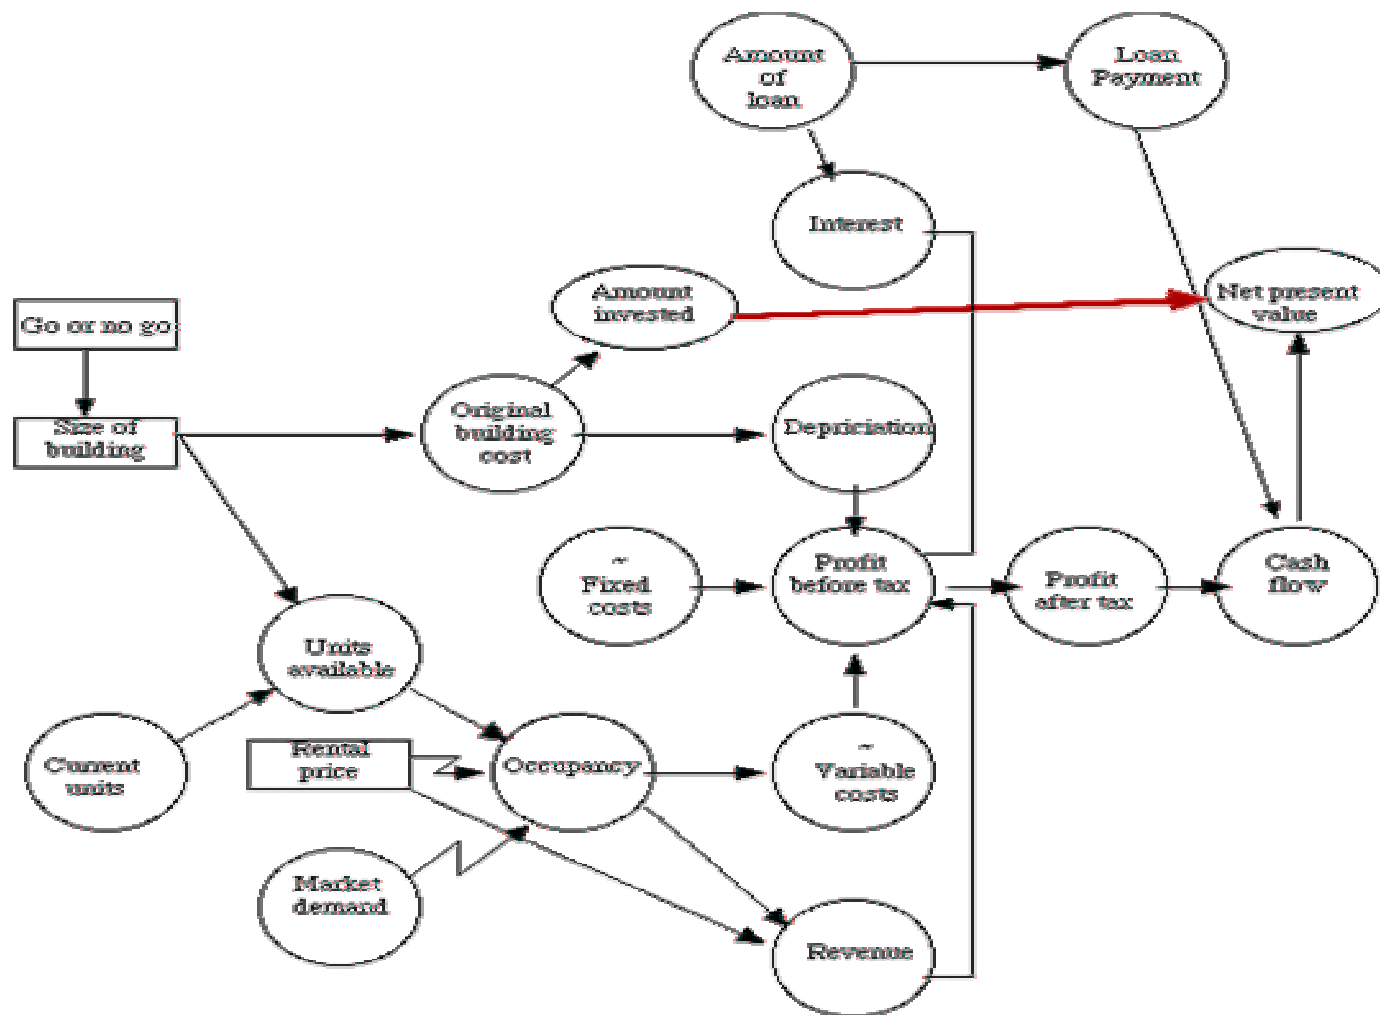 Amount
of
loan
Loan
Payment
Interest
Amount
invested
Net present
value
Go or no go
Size of
building
Original
building
cost
Depriciation
~
Fixed
costs
Profit
before tax
Profit
after tax
Cash
flow
Units
available
Current
units
Rental
price
Occupancy
~
Variable
costs
Market
demand
Revenue